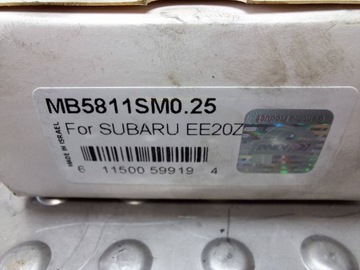 MB5811SM0.25
For SUBARU EE20Z
MADE IN ISRAEL
6 11500 59919 4